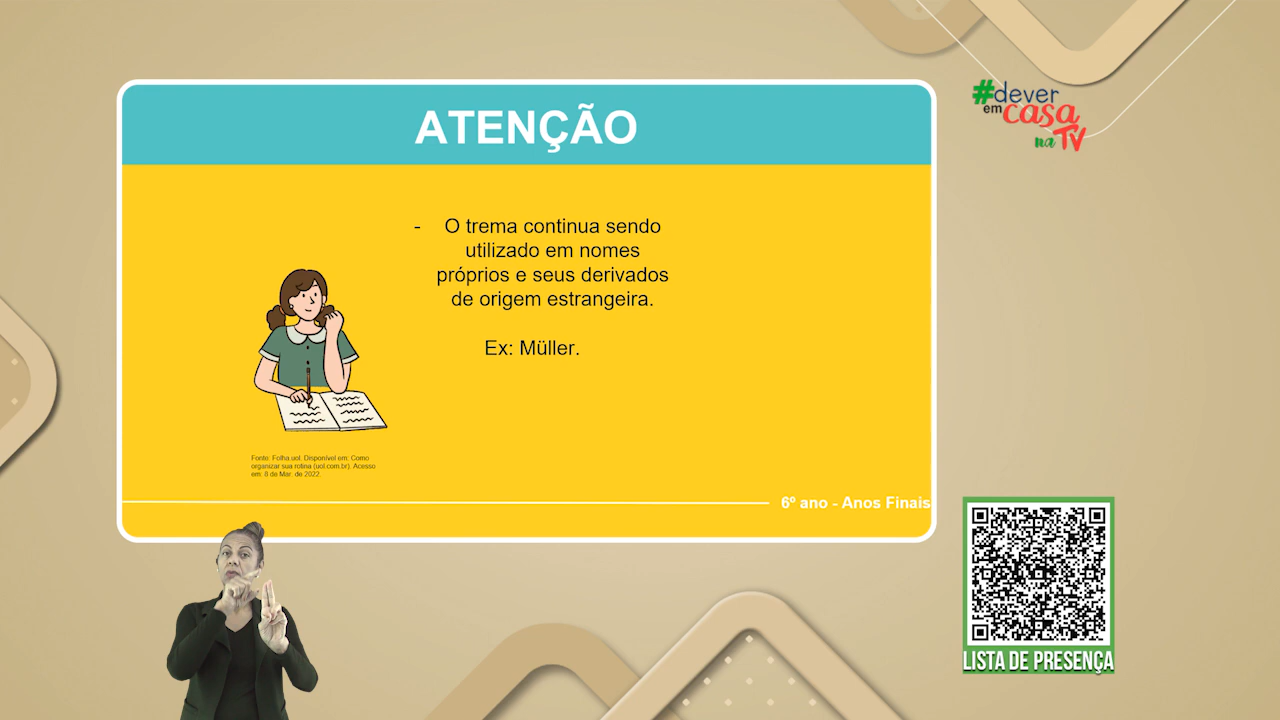 ATENÇÃO
#dever
em casa
na TV
- O trema continua sendo
utilizado em nomes
próprios e seus derivados
de origem estrangeira.
Ex: Müller.
Fonte: Folha uol. Disponível em: Como
organizar sua rotina (uol.com.br). Acesso
em: 8 de Mar. de 2022.
6º ano - Anos Finais
LISTA DE PRESENÇA